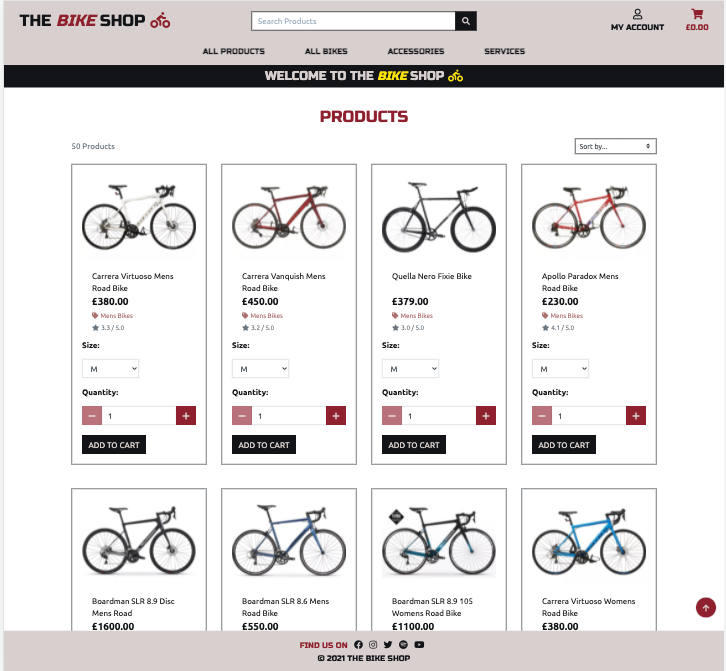 THE BIKE SHOP
Search Products
MY ACCOUNT
£0.00
ALL PRODUCTS ALL BIKES ACCESSORIES SERVICES
WELCOME TO THE BIKE SHOP
PRODUCTS
50 Products
Sort by...
Carrera Virtuoso Mens
Road Bike
£380.00
Mens Bikes
3.3 / 5.0
Size:
M
Quantity:
1
ADD TO CART
Carrera Vanquish Mens
Road Bike
£450.00
Mens Bikes
3.2 / 5.0
Size:
M
Quantity:
1
ADD TO CART
Quella Nero Fixie Bike
£379.00
Mens Bikes
3.0 / 5.0
Size:
M
Quantity:
1
ADD TO CART
Apollo Paradox Mens
Road Bike
£230.00
Mens Bikes
4.1 / 5.0
Size:
M
Quantity:
1
ADD TO CART
Boardman SLR 8.9 Disc
Mens Road
£1600.00
Boardman SLR 8.6 Mens
Road Bike
£550.00
Boardman SLR 8.9 105
Womens Road Bike
£1100.00
Carrera Virtuoso Womens
Road Bike
£380.00
FIND US ON
© 2021 THE BIKE SHOP